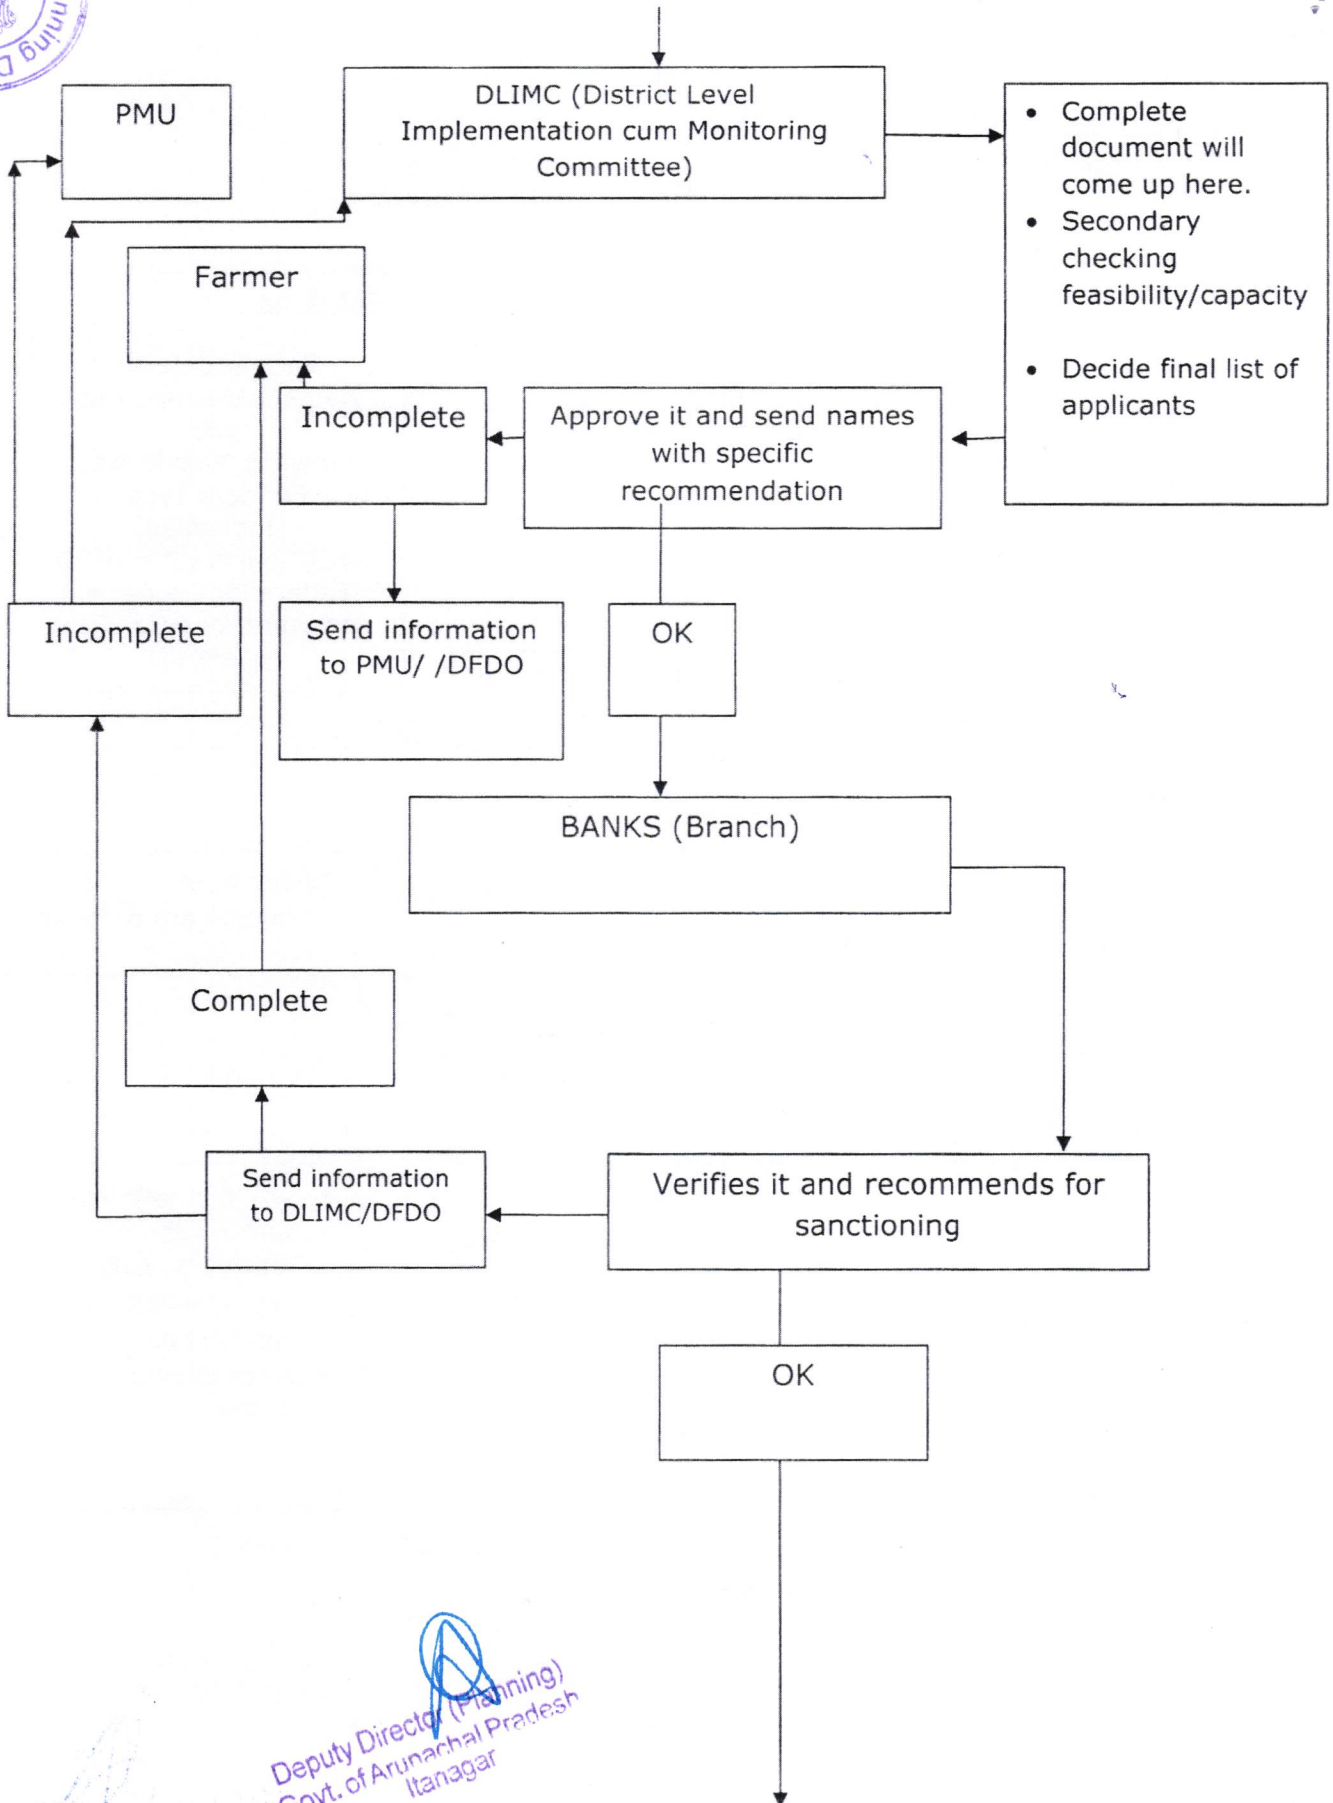 nning D
PMU
DLIMC (District Level
Implementation cum Monitoring
Committee)
• Complete
document will
come up here.
• Secondary
checking
feasibility/capacity
• Decide final list of
applicants
Farmer
Incomplete
Approve it and send names
with specific
recommendation
Incomplete
Send information
to PMU/ /DFDO
OK
BANKS (Branch)
Complete
Send information
to DLIMC/DFDO
Verifies it and recommends for
sanctioning
OK
Deputy Director (Planning)
Govt. of Arunachal Pradesh
Itanagar